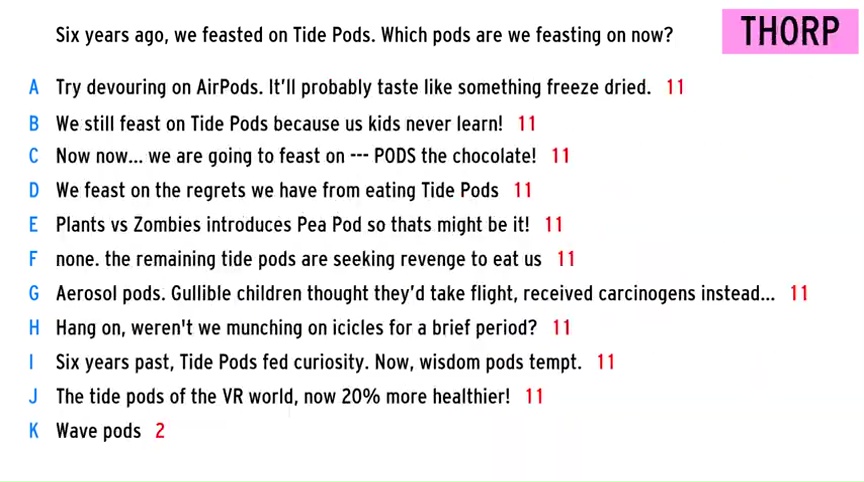 Six years ago, we feasted on Tide Pods. Which pods are we feasting on now?
THORP
A Try devouring on AirPods. It'll probably taste like something freeze dried. 11
B We still feast on Tide Pods because us kids never learn! 11
C Now now... we are going to feast on --- PODS the chocolate! 11
D We feast on the regrets we have from eating Tide Pods 11
E Plants vs Zombies introduces Pea Pod so thats might be it! 11
F none. the remaining tide pods are seeking revenge to eat us 11
G Aerosol pods. Gullible children thought they'd take flight, received carcinogens instead... 11
H Hang on, weren't we munching on icicles for a brief period? 11
I Six years past, Tide Pods fed curiosity. Now, wisdom pods tempt. 11
J The tide pods of the VR world, now 20% more healthier! 11
K Wave pods 2